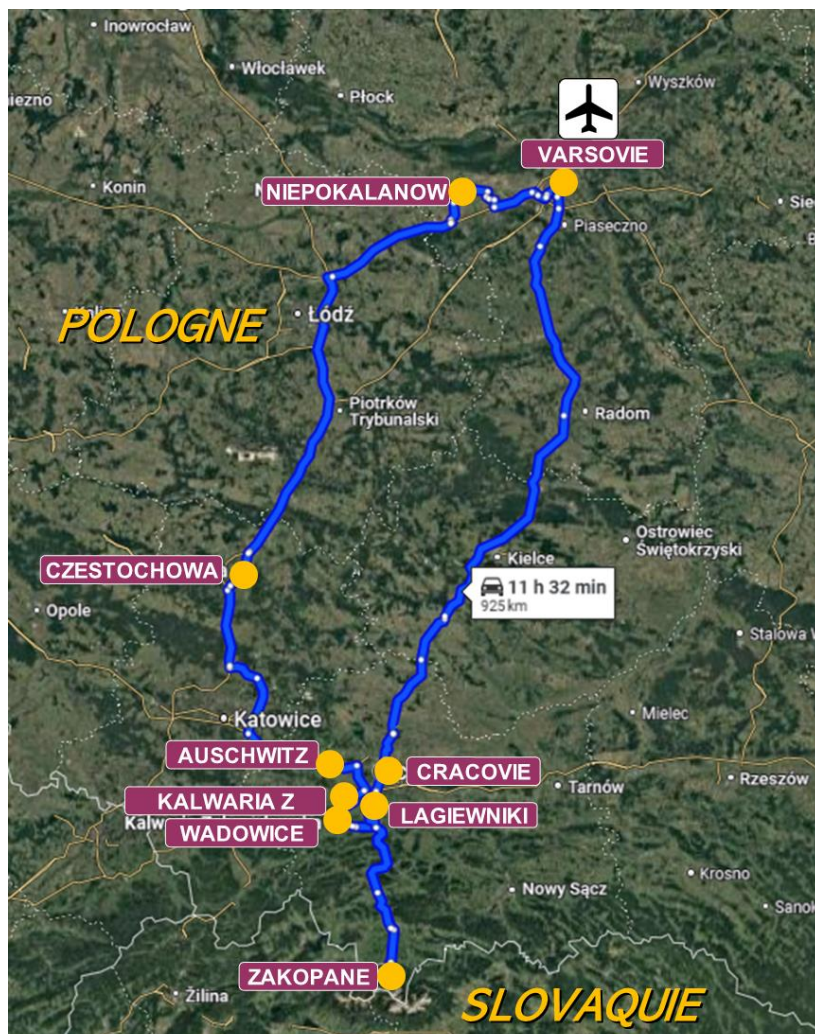 Inowrocław
Włocławek
Wyszków
Płock
VARSOVIE
Konin
NIEPOKALANOW
Piaseczno
POLOGNE
Łódź
Piotrków
Trybunalski
Radom
Ostrowiec
Świętokrzyski
Kielce
CZESTOCHOWA
11 h 32 min
925 km
Opole
Stalowa W
Mielec
Katowice
AUSCHWITZ
CRACOVIE
Tarnów
Rzeszów
KALWARIA Z
LAGIEWNIKI
WADOWICE
Krosno
Nowy Sącz
Sanok
ZAKOPANE
Žilina
SLOVAQUIE